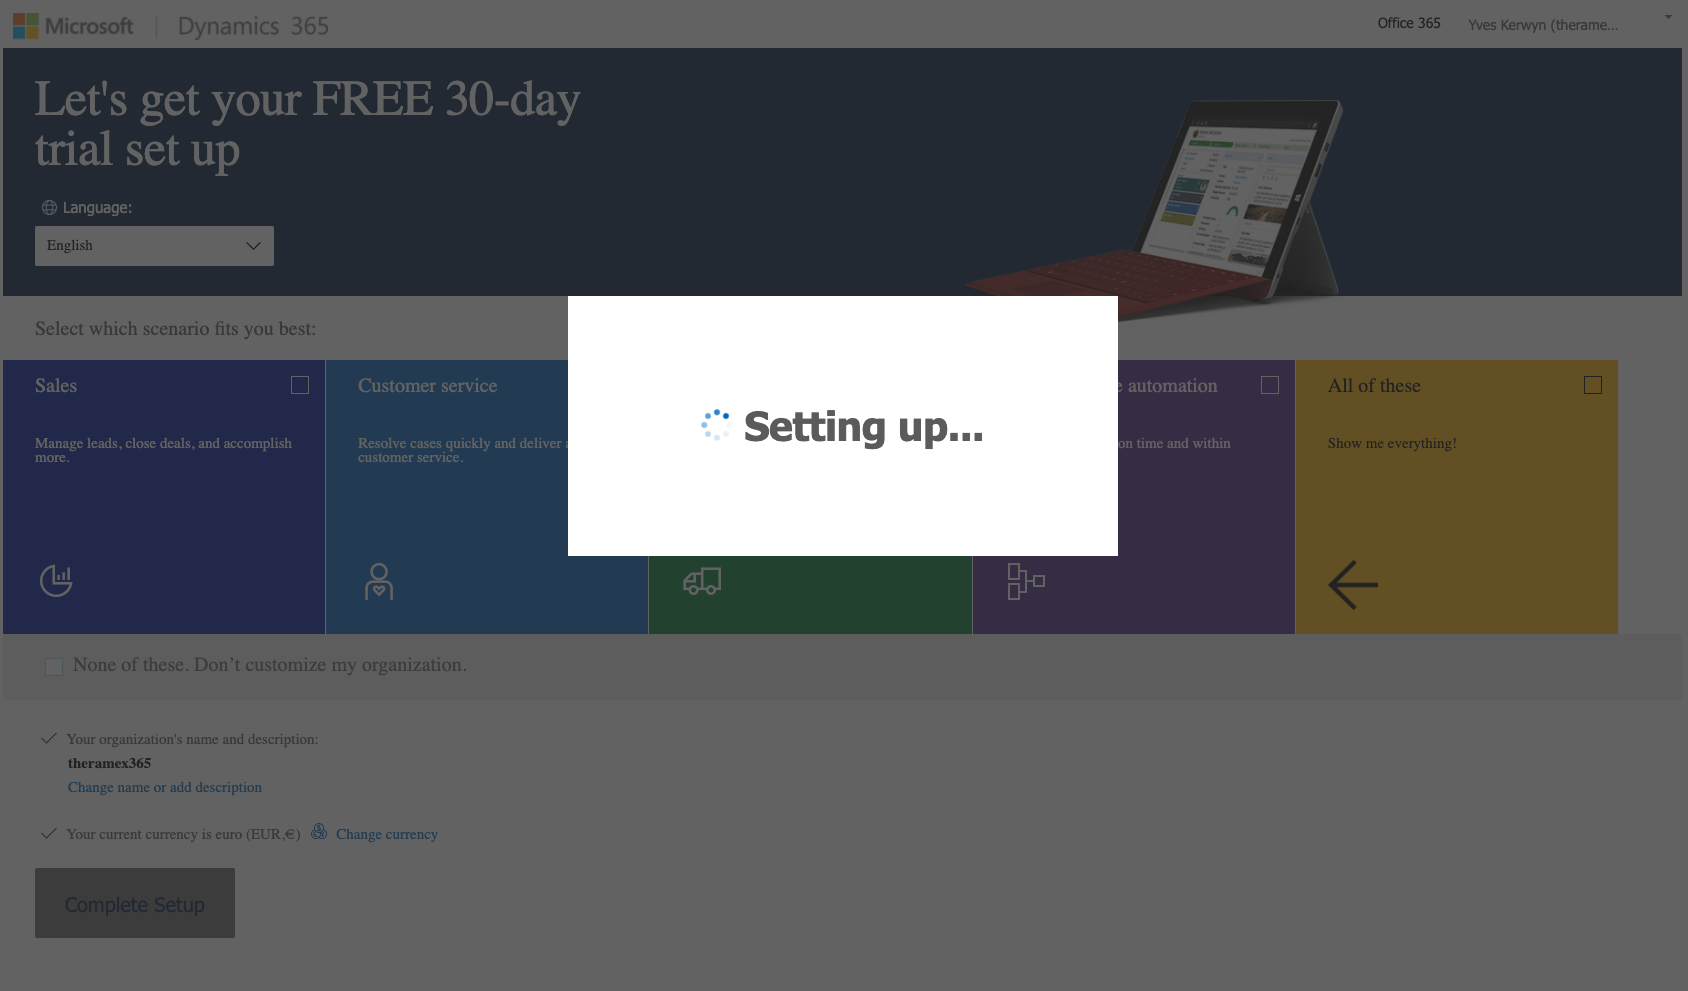 Microsoft | Dynamics 365
Office 365
Yves Kerwyn (therame...
Let's get your FREE 30-day
trial set up
Language:
English
Select which scenario fits you best:
Sales
Manage leads, close deals, and accomplish
more.
Customer service
Resolve cases quickly and deliver
customer service.
Setting up...
automation
on time and within
All of these
Show me everything!
None of these. Don’t customize my organization.
Your organization's name and description:
theramex365
Change name or add description
Your current currency is euro (EUR,€)
Change currency
Complete Setup